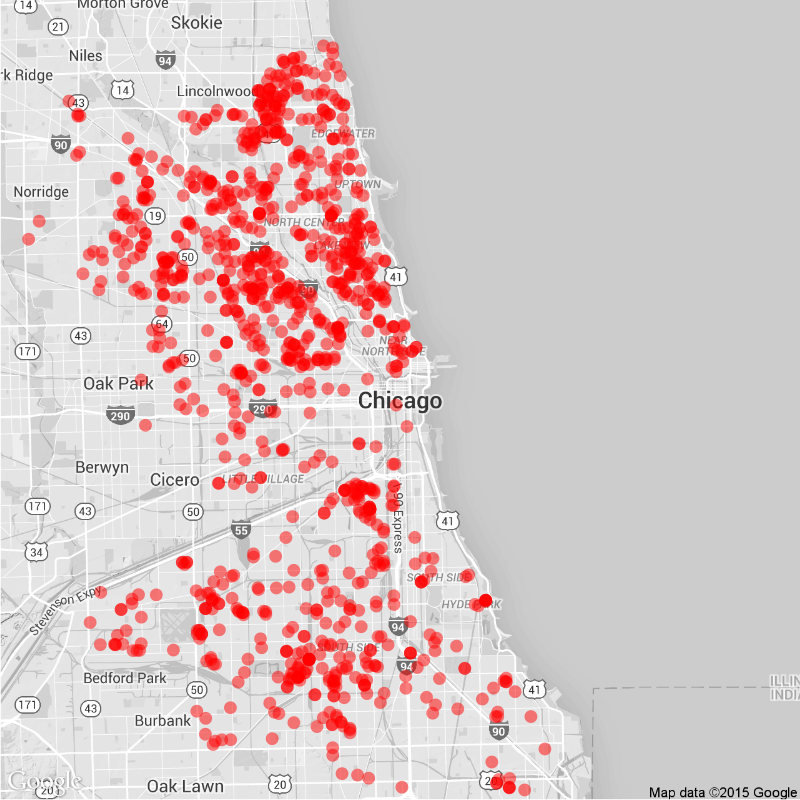 Morton Grove
14
21
Skokie
Niles
94
rk Ridge
14
Lincolnwood
43
EDGEWATER
90
UPTOWN
Norridge
19
NORTH CENTER
50
41
90
64
43
NEAR
NORTH SIDE
171
50
Oak Park
290
290
Chicago
Berwyn
Cicero
LITTLE VILLAGE
171
43
50
90 Express
41
55
34
SOUTH SIDE
Stevenson Expy
HYDE PARK
94
SOUTH SIDE
94
Bedford Park
50
41
ILLIN
INDIA
171
43
Burbank
90
Google
20
Oak Lawn
20
20
Map data ©2015 Google